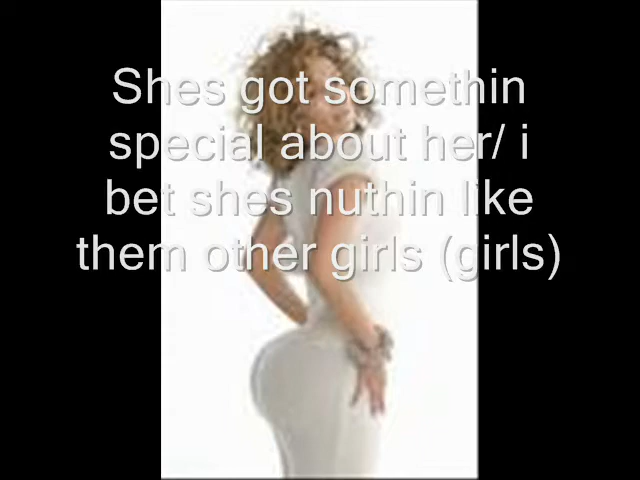 Shes got somethin
special about her/ i
bet shes nuthin like
them other girls (girls)